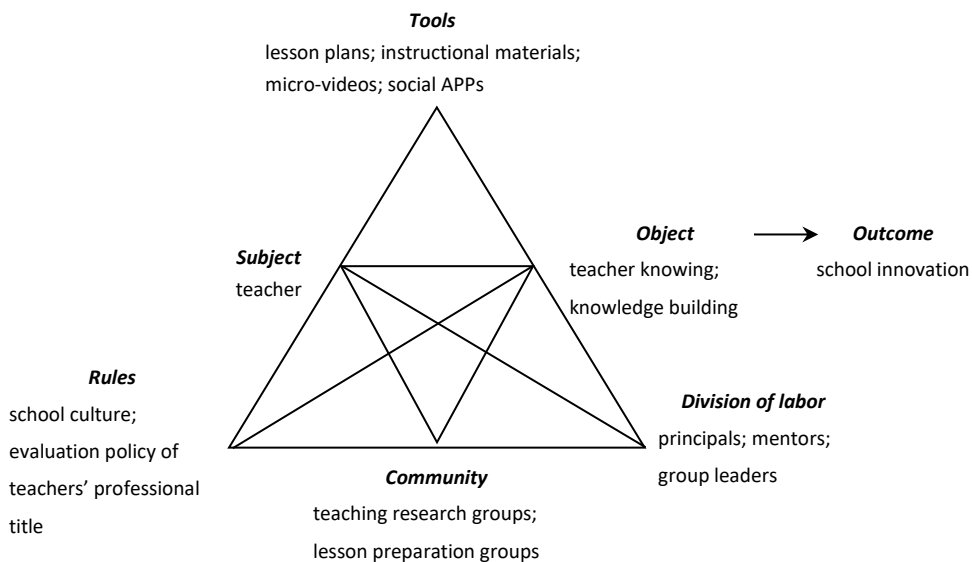 Tools
lesson plans; instructional materials;
micro-videos; social APPs
Subject
teacher
Object
teacher knowing;
knowledge building
Outcome
school innovation
Rules
school culture;
evaluation policy of
teachers’ professional
title
Community
teaching research groups;
lesson preparation groups
Division of labor
principals; mentors;
group leaders